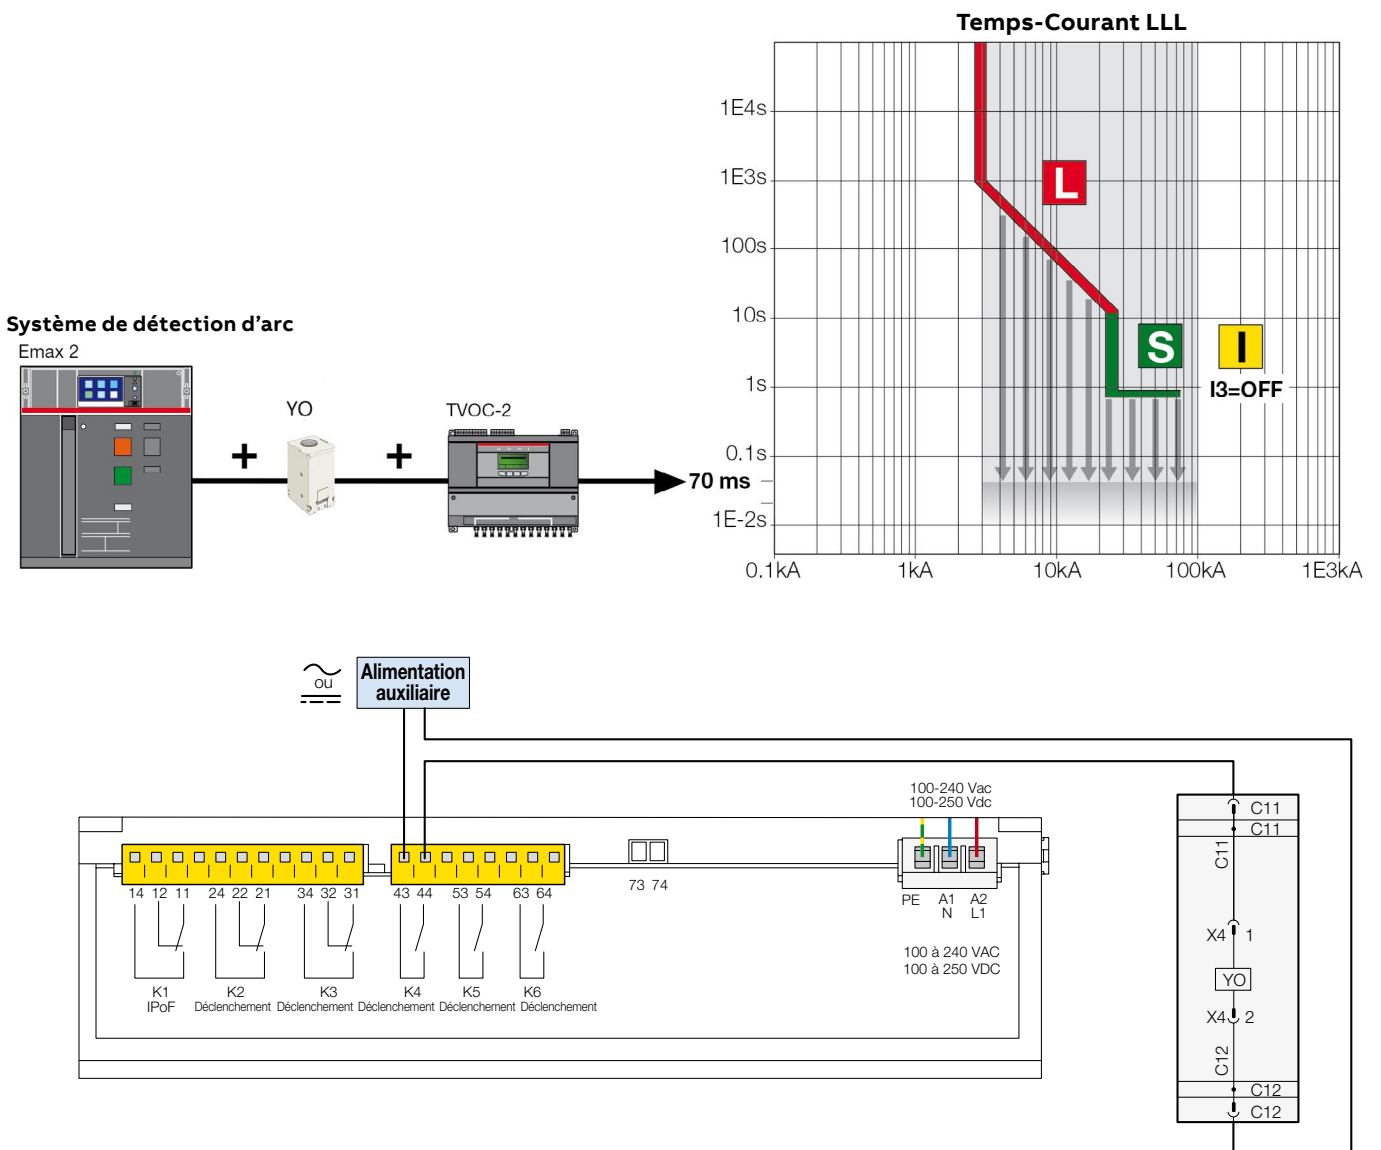 Temps-Courant LLL
1E4s
1E3s
L
100s
10s
S
I
I3=OFF
1s
0.1s
70 ms
1E-2s
0.1kA 1kA 10kA 100kA 1E3kA
Système de détection d'arc
Emax 2
YO
TVOC-2
+
+
ou
Alimentation
auxiliaire
100-240 Vac
100-250 Vdc
14 12 11 24 22 21 34 32 31 43 44 53 54 63 64
73 74
PE A1 A2
N L1
100 à 240 VAC
100 à 250 VDC
K1 K2 K3 K4 K5 K6
IPoF Déclenchement Déclenchement Déclenchement Déclenchement Déclenchement
C11
C11
C11
X4 1
YO
X4 2
C12
C12
C12